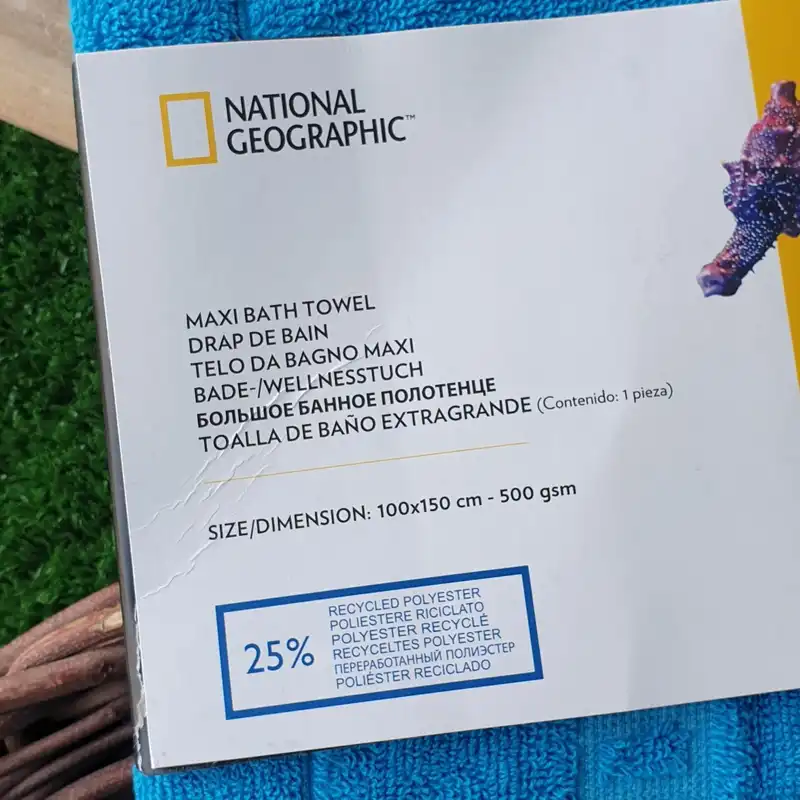 NATIONAL
GEOGRAPHIC™
MAXI BATH TOWEL
DRAP DE BAIN
TELO DA BAGNO MAXI
BADE-/WELLNESSTUCH
БОЛЬШОЕ БАННОЕ ПОЛОТЕНЦЕ
TOALLA DE BAÑO EXTRAGRANDE (Contenido: 1 pieza)
SIZE/DIMENSION: 100x150 cm - 500 gsm
25%
RECYCLED POLYESTER
POLIESTERE RICICLATO
POLYESTER RECYCLÉ
RECYCELTES POLYESTER
ПЕРЕРАБОТАННЫЙ ПОЛИЭСТЕР
POLIÉSTER RECICLADO